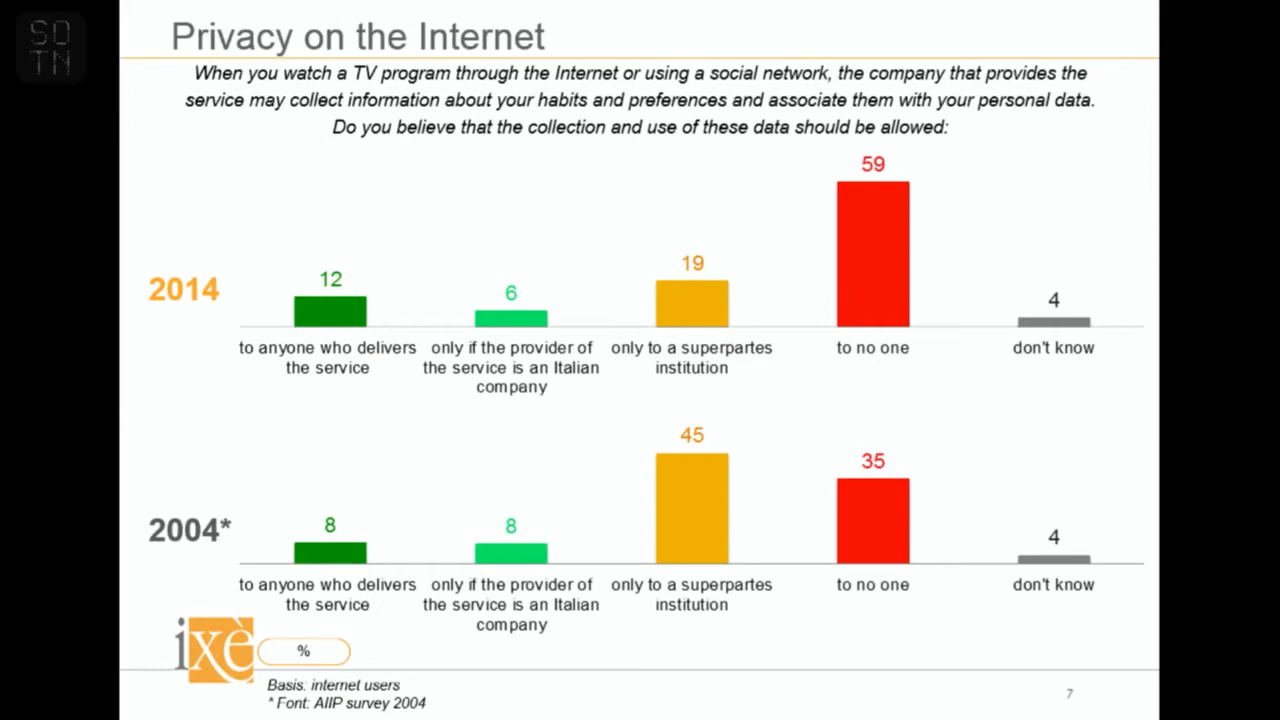 SO
TN
Privacy on the Internet
When you watch a TV program through the Internet or using a social network, the company that provides the
service may collect information about your habits and preferences and associate them with your personal data.
Do you believe that the collection and use of these data should be allowed:
2014
12
6
19
59
4
to anyone who delivers
the service
only if the provider of
the service is an Italian
company
only to a superpartes
institution
to no one
don't know
2004*
8
8
45
35
4
to anyone who delivers
the service
only if the provider of
the service is an Italian
company
only to a superpartes
institution
to no one
don't know
ixè
%
Basis: internet users
* Font: AIIP survey 2004
7